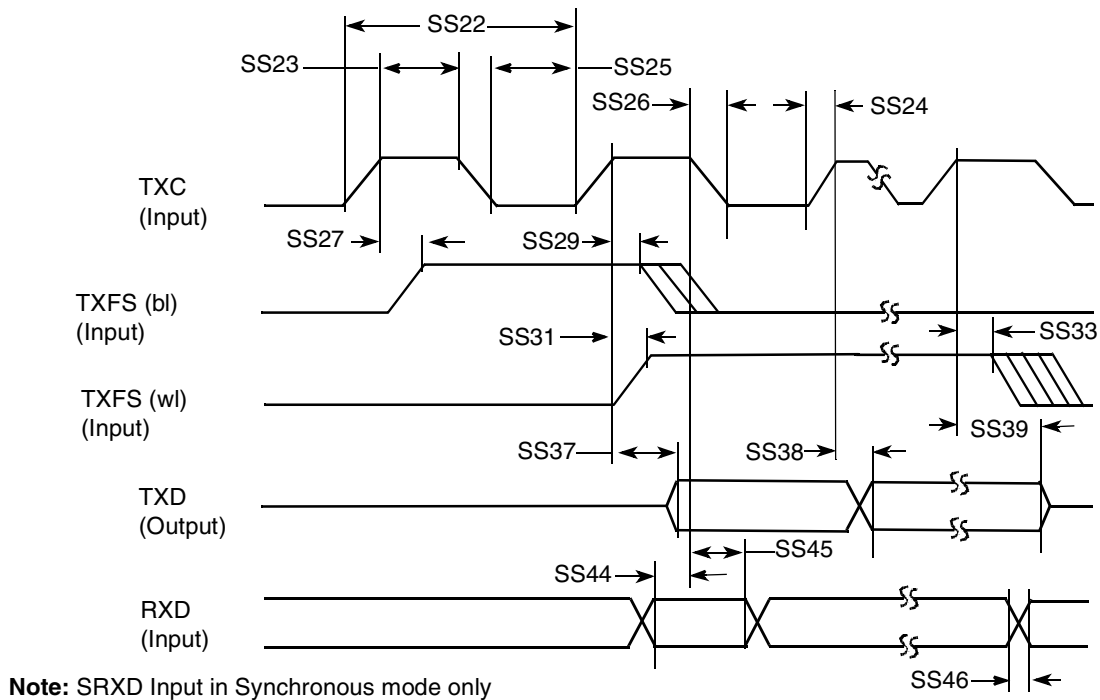 SS22
SS23
SS25
SS26
SS24
TXC
(Input)
SS27
SS29
TXFS (bl)
(Input)
SS31
SS33
TXFS (wl)
(Input)
SS39
SS37
SS38
TXD
(Output)
SS45
SS44
RXD
(Input)
SS46
Note: SRXD Input in Synchronous mode only